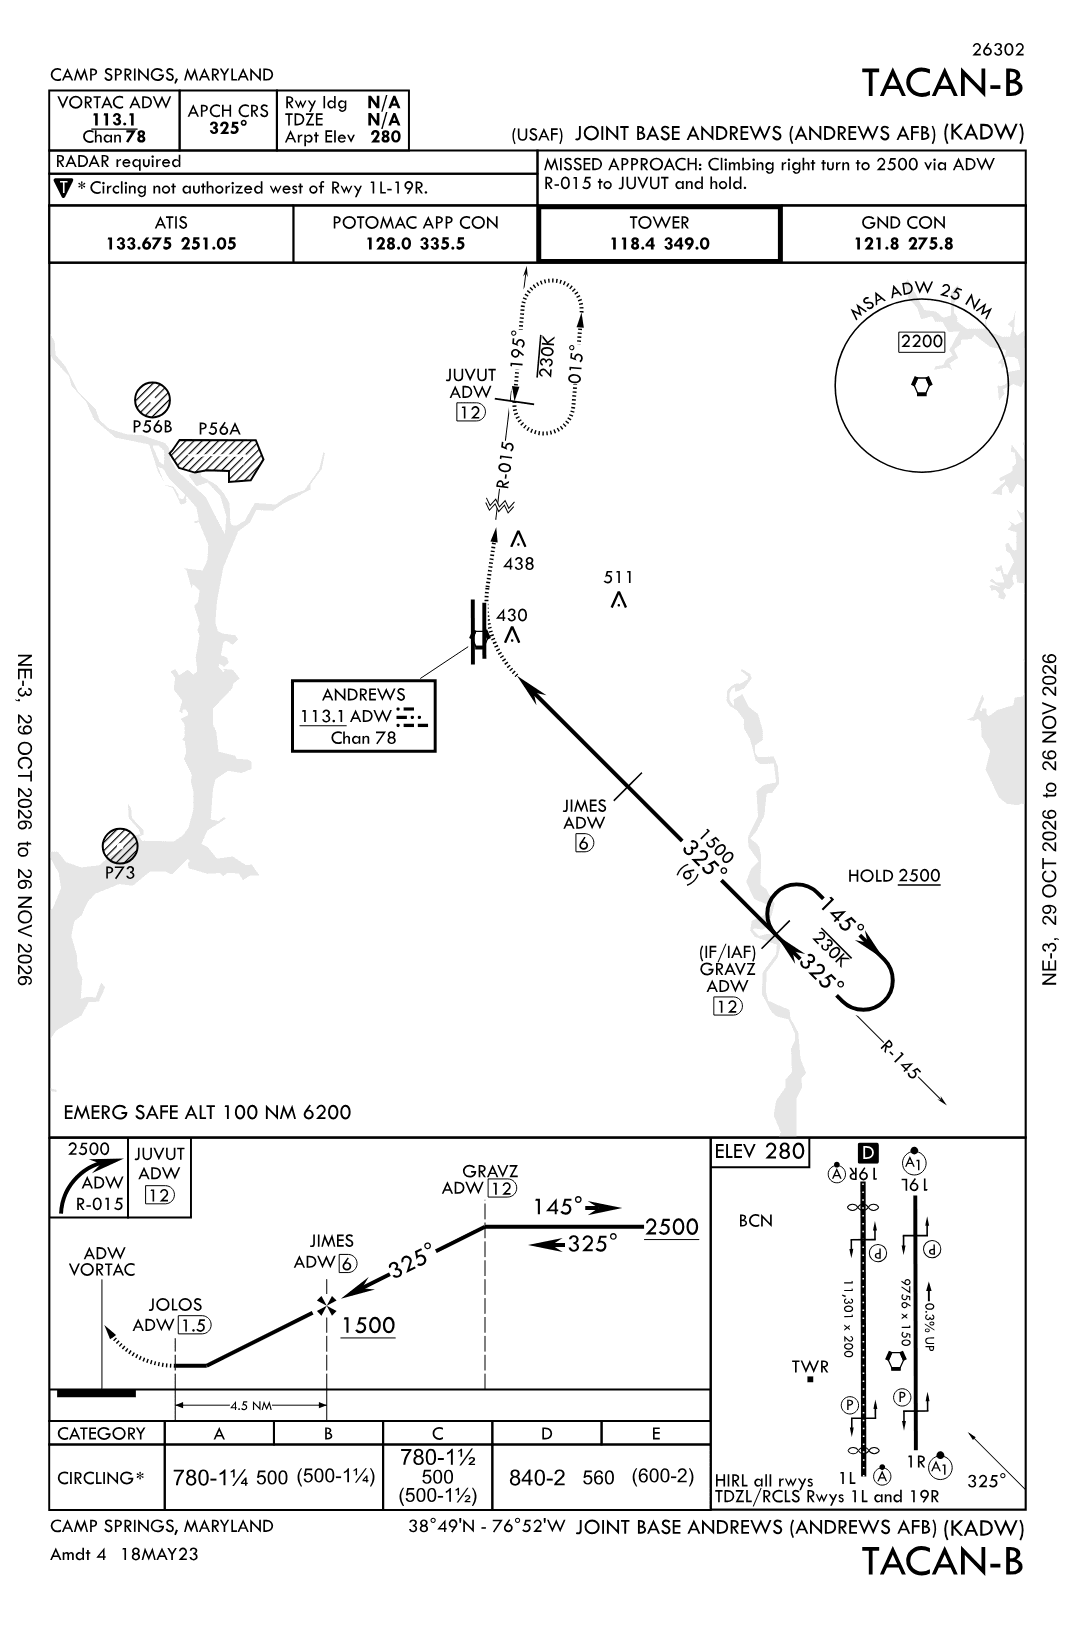 26302
CAMP SPRINGS, MARYLAND
TACAN-B
VORTAC ADW
113.1
Chan 78
APCH CRS
325°
Rwy ldg N/A
TDZE N/A
Arpt Elev 280
(USAF) JOINT BASE ANDREWS (ANDREWS AFB) (KADW)
RADAR required
T * Circling not authorized west of Rwy 1L-19R.
MISSED APPROACH: Climbing right turn to 2500 via ADW
R-015 to JUVUT and hold.
ATIS
133.675 251.05
POTOMAC APP CON
128.0 335.5
TOWER
118.4 349.0
GND CON
121.8 275.8
MSA ADW 25 NM
2200
195°
230K
015°
JUVUT
ADW
12
R-015
P56B
P56A
438
511
430
ANDREWS
113.1 ADW
Chan 78
JIMES
ADW
6
1500
325°
(6)
P73
HOLD 2500
145°
230K
325°
(IF/IAF)
GRAVZ
ADW
12
R-145
EMERG SAFE ALT 100 NM 6200
NE-3, 29 OCT 2026 to 26 NOV 2026
NE-3, 29 OCT 2026 to 26 NOV 2026
2500
ADW
R-015
JUVUT
ADW
12
GRAVZ
ADW 12
145°
2500
325°
JIMES
ADW 6
325°
1500
ADW
VORTAC
JOLOS
ADW 1.5
4.5 NM
ELEV 280
D
A
19R
A1
19L
BCN
P
P
11,301 x 200
9756 x 150
0.3% UP
TWR
P
P
1L
A
1R
A1
325°
HIRL all rwys
TDZL/RCLS Rwys 1L and 19R
CATEGORY A B C D E
CIRCLING* 780-1¼ 500 (500-1¼)
780-1½
500
(500-1½)
840-2 560 (600-2)
CAMP SPRINGS, MARYLAND
38°49'N - 76°52'W JOINT BASE ANDREWS (ANDREWS AFB) (KADW)
Amdt 4 18MAY23
TACAN-B